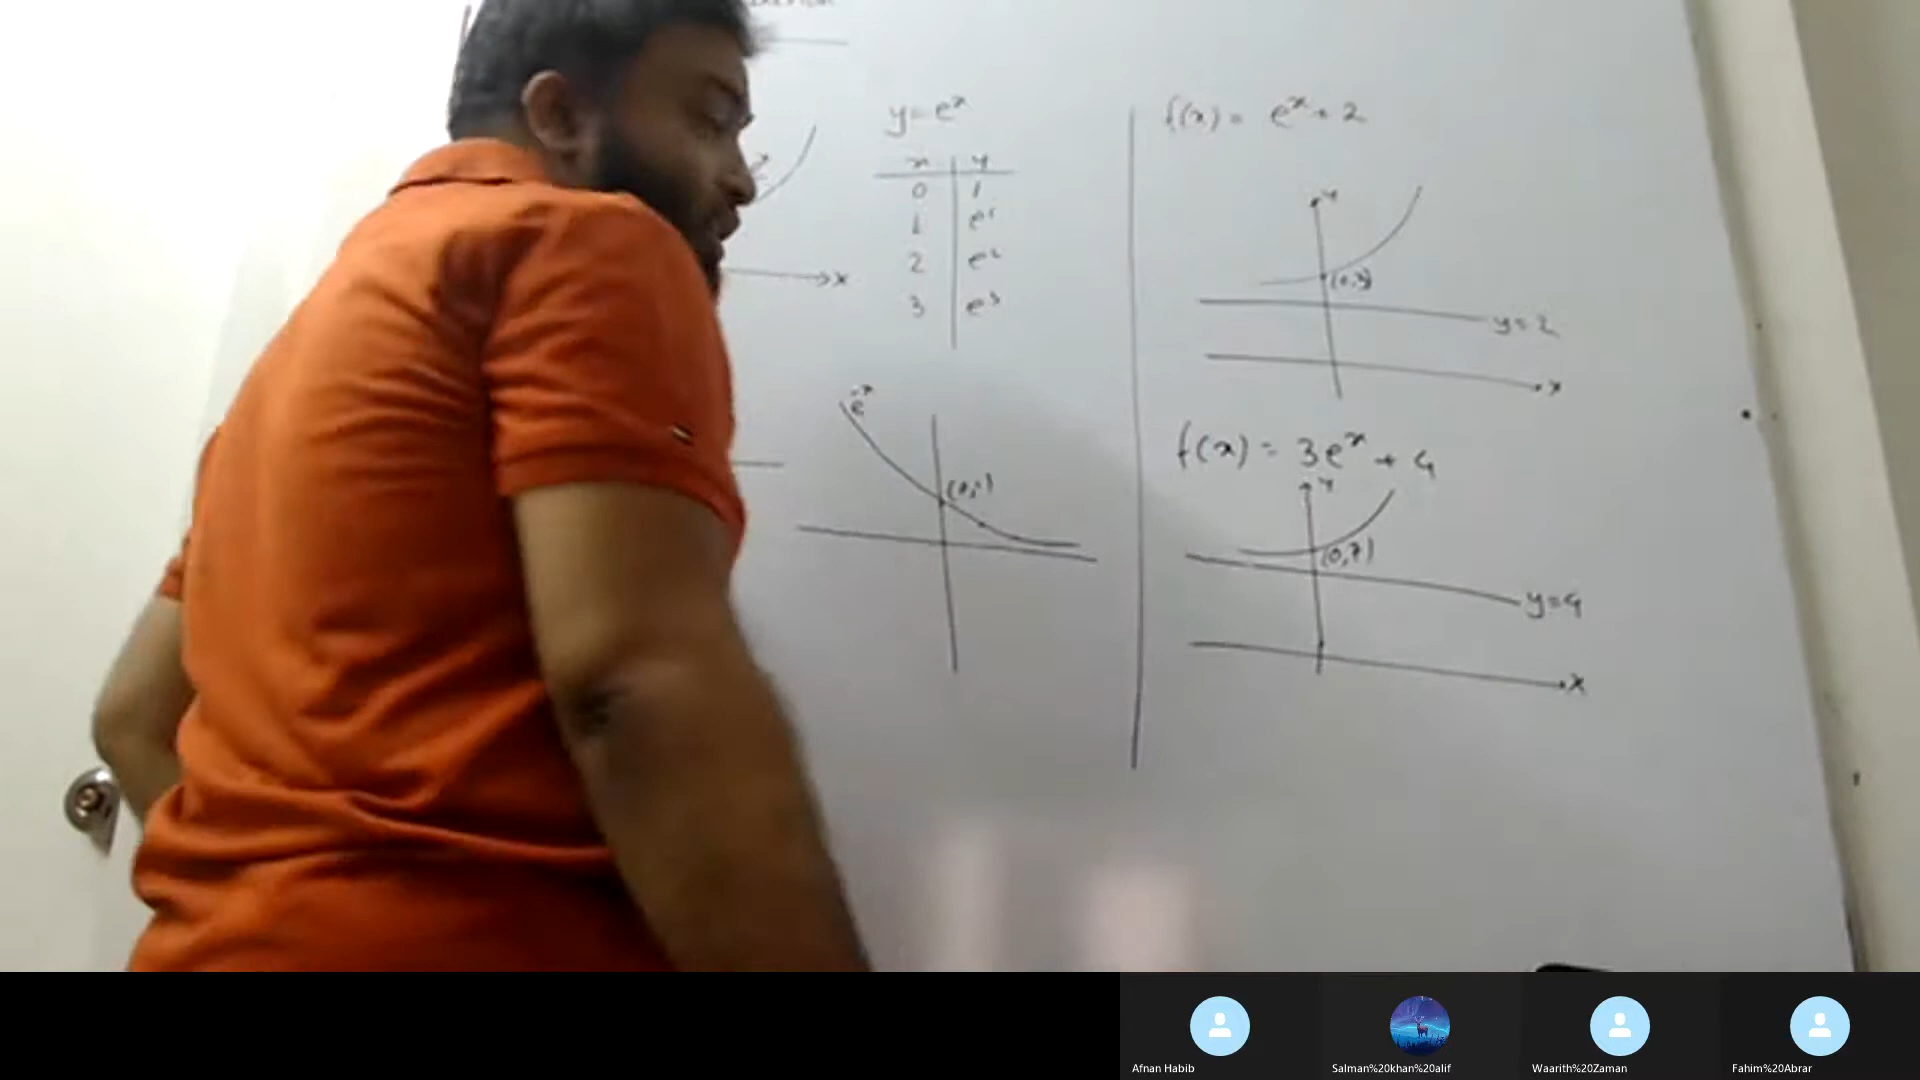 y = e^x
x y
0 1
1 e^1
2 e^2
3 e^3
x
e^-x
(0,1)
f(x) = e^x + 2
y
(0,3)
y = 2
x
f(x) = 3e^x + 4
y
(0,7)
y = 4
x
Afnan Habib
Salman%20khan%20alif
Waarith%20Zaman
Fahim%20Abrar